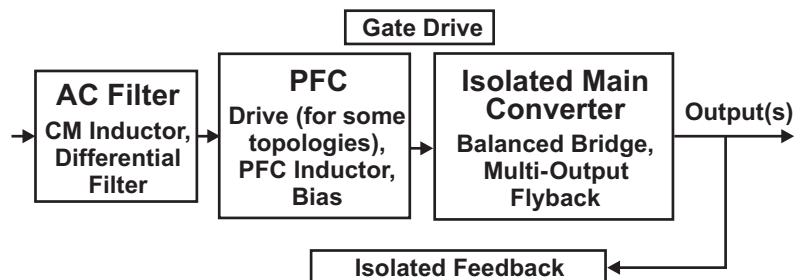 Gate Drive
AC Filter
CM Inductor,
Differential
Filter
PFC
Drive (for some
topologies),
PFC Inductor,
Bias
Isolated Main
Converter
Balanced Bridge,
Multi-Output
Flyback
Output(s)
Isolated Feedback